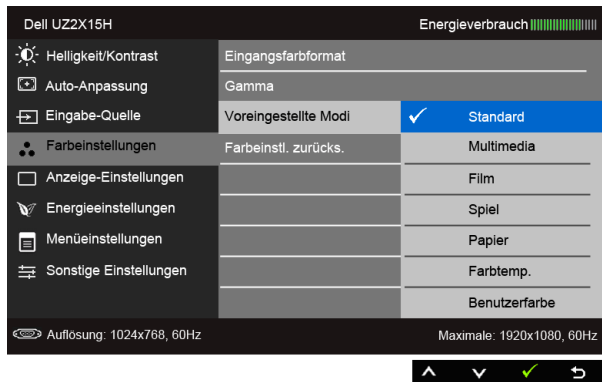 Dell UZ2X15H Energieverbrauch
Helligkeit/Kontrast Eingangsfarbformat
Auto-Anpassung Gamma
Eingabe-Quelle Voreingestellte Modi Standard
Farbeinstellungen Farbeinstl. zurücks. Multimedia
Anzeige-Einstellungen Film
Energieeinstellungen Spiel
Menüeinstellungen Papier
Sonstige Einstellungen Farbtemp.
Benutzerfarbe
Auflösung: 1024x768, 60Hz Maximale: 1920x1080, 60Hz